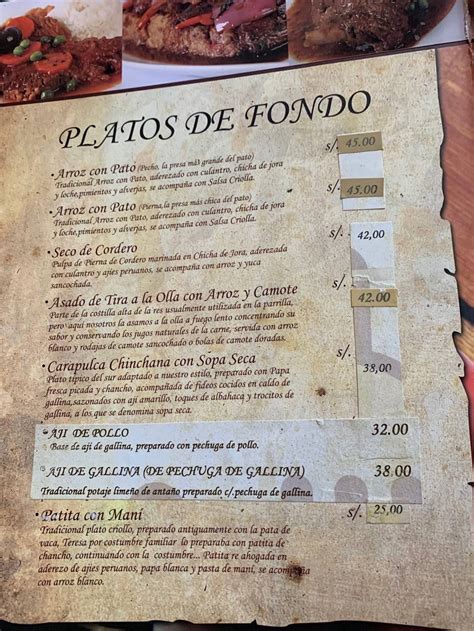 PLATOS DE FONDO
• Arroz con Pato (Pecho, la presa más grande del pato) s/. 45.00
Tradicional Arroz con Pato, aderezado con culantro, chicha de jora
y loche,pimientos y alverjas, se acompaña con Salsa Criolla.
• Arroz con Pato (Pierna,la presa mas chica del pato) s/. 45.00
Tradicional Arroz con Pato, aderezado con culantro, chicha de jora
y loche,pimientos y alverjas, se acompaña con Salsa Criolla.
• Seco de Cordero s/. 42,00
Pulpa de Pierna de Cordero marinada en Chicha de Jora, aderezada
con culantro y ajíes peruanos, se acompaña con arroz y yuca
sancochada.
• Asado de Tira a la Olla con Arroz y Camote s/. 42.00
Parte de la costilla alta de la res usualmente utilizada en la parrilla,
pero aquí nosotros la asamos a la olla a fuego lento concentrando su
sabor y conservando los jugos naturales de la carne, servida con arroz
blanco y rodajas de camote sancochado o bolas de camote doradas.
• Carapulca Chinchana con Sopa Seca s/. 38,00
Plato típico del sur adaptado a nuestro estilo, preparado con Papa
fresca picada y chancho, acompañada de fideos cocidos en caldo de
gallina,sazonados con ají amarillo, toques de albahaca y trocitos de
gallina, a los que se denomina sopa seca.
AJI DE POLLO 32.00
Base de aji de gallina, preparado con pechuga de pollo.
AJI DE GALLINA (DE PECHUGA DE GALLINA) 38.00
Tradicional potaje limeño de antaño preparado c/.pechuga de gallina.
• Patita con Maní s/. 25,00
Tradicional plato criollo, preparado antiguamente con la pata de
vaca, Teresa por costumbre familiar lo preparaba con patita de
chancho, continuando con la costumbre... Patita re ahogada en
aderezo de ajíes peruanos, papa blanca y pasta de maní, se acompaña
con arroz blanco.